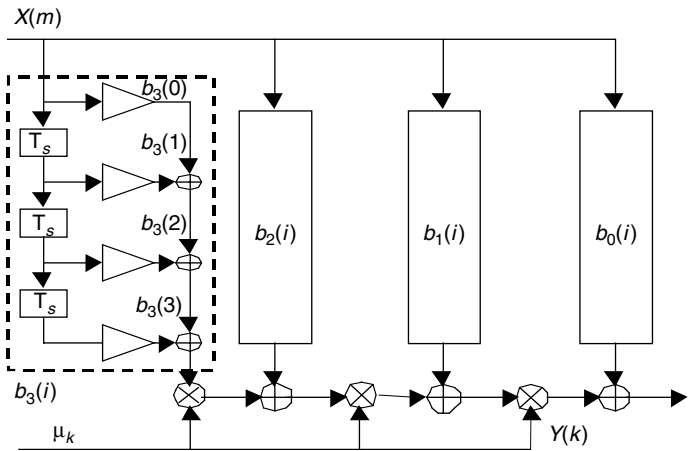 X(m)
b₃(0)
Tₛ
b₃(1)
Tₛ
b₃(2)
Tₛ
b₃(3)
b₂(i)
b₁(i)
b₀(i)
b₃(i)
μₖ
Y(k)